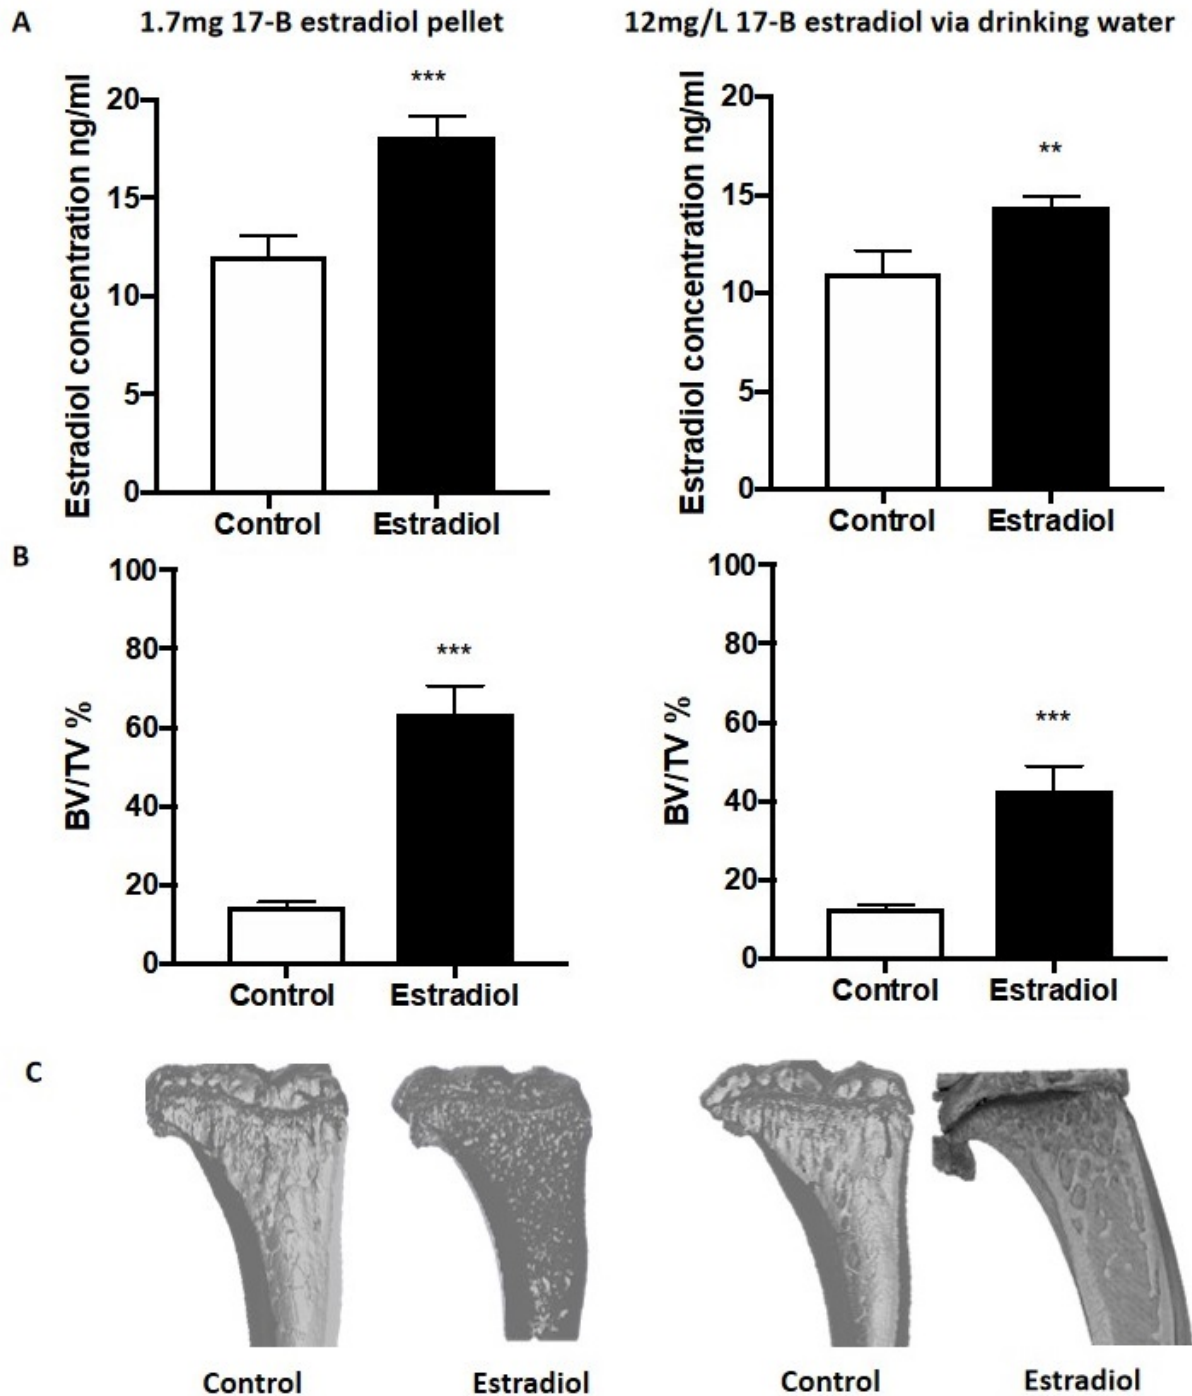 A
1.7mg 17-B estradiol pellet
12mg/L 17-B estradiol via drinking water
Estradiol concentration ng/ml
20
15
10
5
0
***
Control
Estradiol
Estradiol concentration ng/ml
20
15
10
5
0
**
Control
Estradiol
B
BV/TV %
100
80
60
40
20
0
***
Control
Estradiol
BV/TV %
100
80
60
40
20
0
***
Control
Estradiol
C
Control
Estradiol
Control
Estradiol